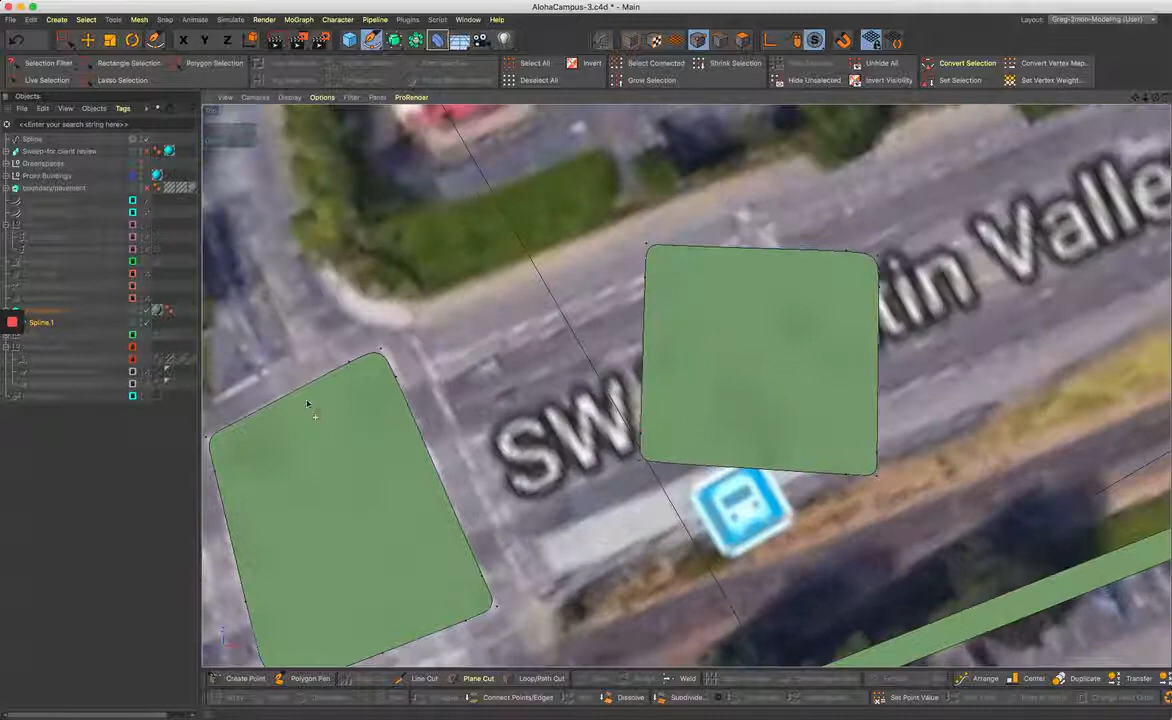 AlohaCampus-3.c4d * - Main
File Edit Create Select Tools Mesh Snap Animate Simulate Render MoGraph Character Pipeline Plugins Script Window Help
Layout: Greg-2mon-Modeling (User)
X Y Z
Selection Filter Rectangle Selection Polygon Selection Select All Invert Select Connected Shrink Selection Unhide All Convert Selection Convert Vertex Map...
Live Selection Lasso Selection Deselect All Grow Selection Hide Unselected Invert Visibility Set Selection Set Vertex Weight...
Objects
File Edit View Objects Tags
View Cameras Display Options Filter Panel ProRender
<<Enter your search string here>>
Spline
Sweep-for client review
Greenspaces
Proxy Buildings
boundary/pavement
Spline.1
SW
tin Valle
Create Point Polygon Pen Line Cut Plane Cut Loop/Path Cut Weld Arrange Center Duplicate Transfer
Connect Points/Edges Dissolve Subdivide... Set Point Value